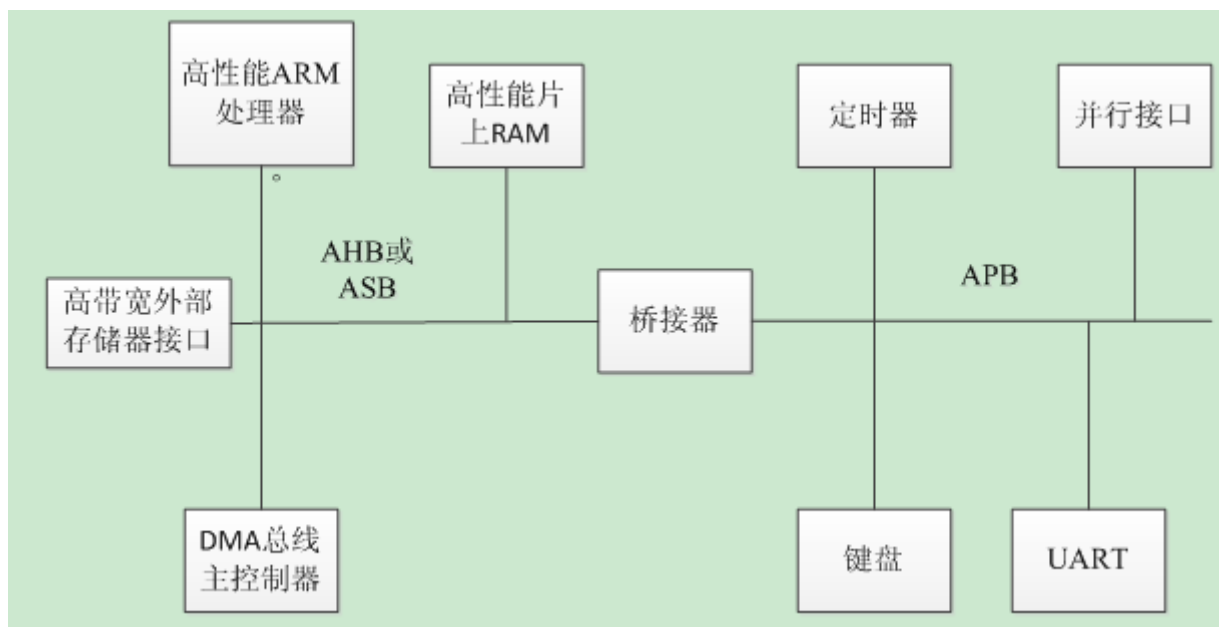 高性能ARM
处理器
。
高性能片
上RAM
定时器
并行接口
AHB或
ASB
APB
高带宽外部
存储器接口
桥接器
DMA总线
主控制器
键盘
UART